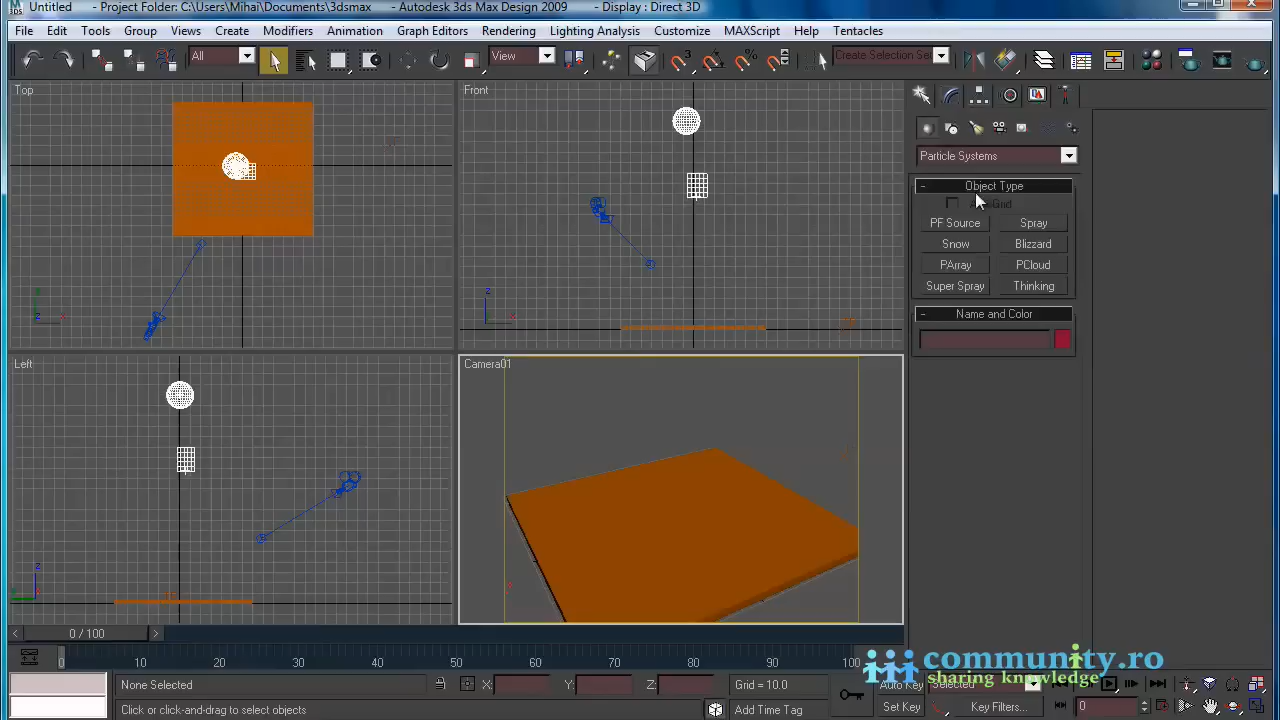 Untitled - Project Folder: C:\Users\Mihai\Documents\3dsmax - Autodesk 3ds Max Design 2009 - Display : Direct 3D
File Edit Tools Group Views Create Modifiers Animation Graph Editors Rendering Lighting Analysis Customize MAXScript Help Tentacles
All View Create Selection Se
Top Front
Particle Systems
- Object Type
PF Source Spray
Snow Blizzard
PArray PCloud
Super Spray Thinking
- Name and Color
Left Camera01
< 0 / 100 >
0 10 20 30 40 50 60 70 80 90 100
community.ro
sharing knowledge
None Selected X: Y: Z: Grid = 10.0 Auto Key Selected
Click or click-and-drag to select objects Add Time Tag Set Key Key Filters... 0